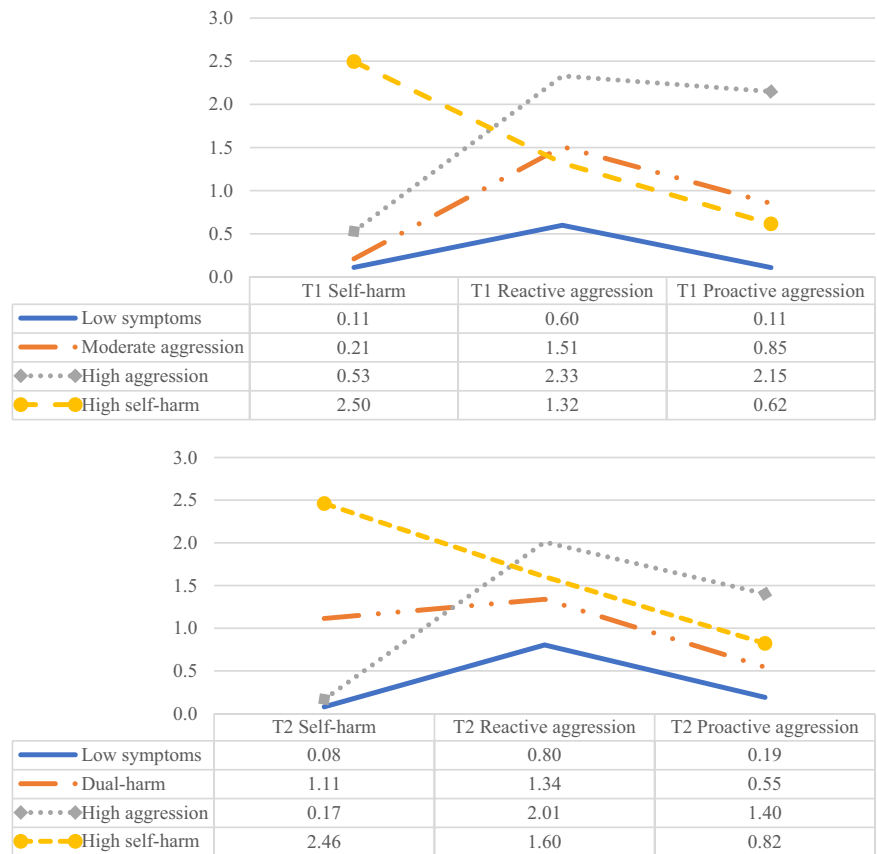 3.0
2.5
2.0
1.5
1.0
0.5
0.0
T1 Self-harm T1 Reactive aggression T1 Proactive aggression
Low symptoms 0.11 0.60 0.11
Moderate aggression 0.21 1.51 0.85
High aggression 0.53 2.33 2.15
High self-harm 2.50 1.32 0.62
3.0
2.5
2.0
1.5
1.0
0.5
0.0
T2 Self-harm T2 Reactive aggression T2 Proactive aggression
Low symptoms 0.08 0.80 0.19
Dual-harm 1.11 1.34 0.55
High aggression 0.17 2.01 1.40
High self-harm 2.46 1.60 0.82